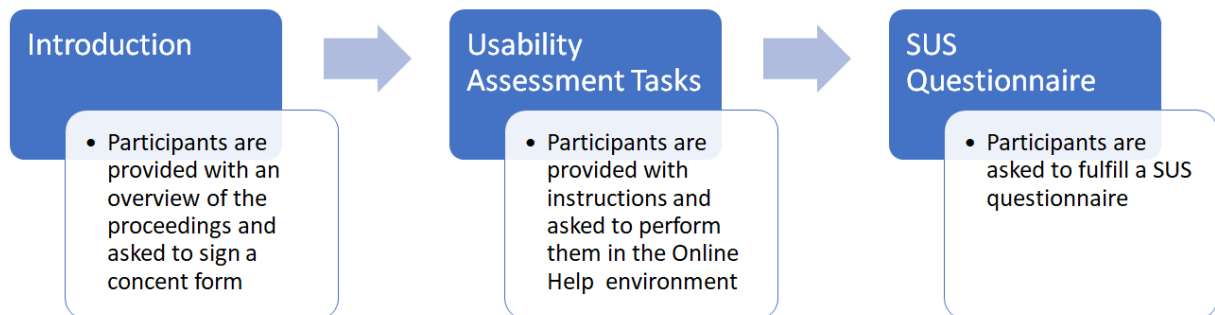 Introduction
• Participants are
provided with an
overview of the
proceedings and
asked to sign a
concent form
Usability
Assessment Tasks
• Participants are
provided with
instructions and
asked to perform
them in the Online
Help environment
SUS
Questionnaire
• Participants are
asked to fulfill a SUS
questionnaire